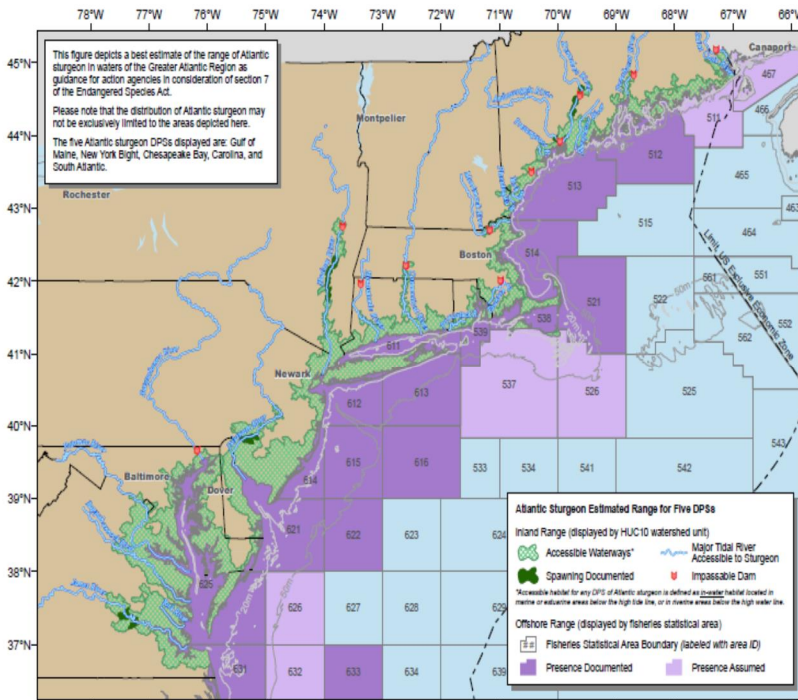 78°W 77°W 76°W 75°W 74°W 73°W 72°W 71°W 70°W 69°W 68°W 67°W 66°W
This figure depicts a best estimate of the range of Atlantic
sturgeon in waters of the Greater Atlantic Region as
guidance for action agencies in consideration of section 7
of the Endangered Species Act.
Please note that the distribution of Atlantic sturgeon may
not be exclusively limited to the areas depicted here.
The five Atlantic sturgeon DPSs displayed are: Gulf of
Maine, New York Bight, Chesapeake Bay, Carolina, and
South Atlantic.
Canaport
45°N
467
466
511
Montpelier
44°N
512
465
Rochester
513
463
43°N
515
464
Boston
514
Limit, US Exclusive Economic Zone
42°N
561
551
521
522
50m
538
552
539
611
562
41°N
Newark
537
526
525
612
613
40°N
543
615
616
533
534
541
542
Baltimore
Dover
614
39°N
621
622
623
624
38°N
625
626
627
628
629
37°N
631
632
633
634
639
Atlantic Sturgeon Estimated Range for Five DPSs
Inland Range (displayed by HUC10 watershed unit)
Accessible Waterways*
Major Tidal River
Accessible to Sturgeon
Spawning Documented
Impassable Dam
*Accessible habitat for any DPS of Atlantic sturgeon is defined as in-water habitat located in
marine or estuarine areas below the high tide line, or in riverine areas below the high water line.
Offshore Range (displayed by fisheries statistical area)
Fisheries Statistical Area Boundary (labeled with area ID)
Presence Documented
Presence Assumed